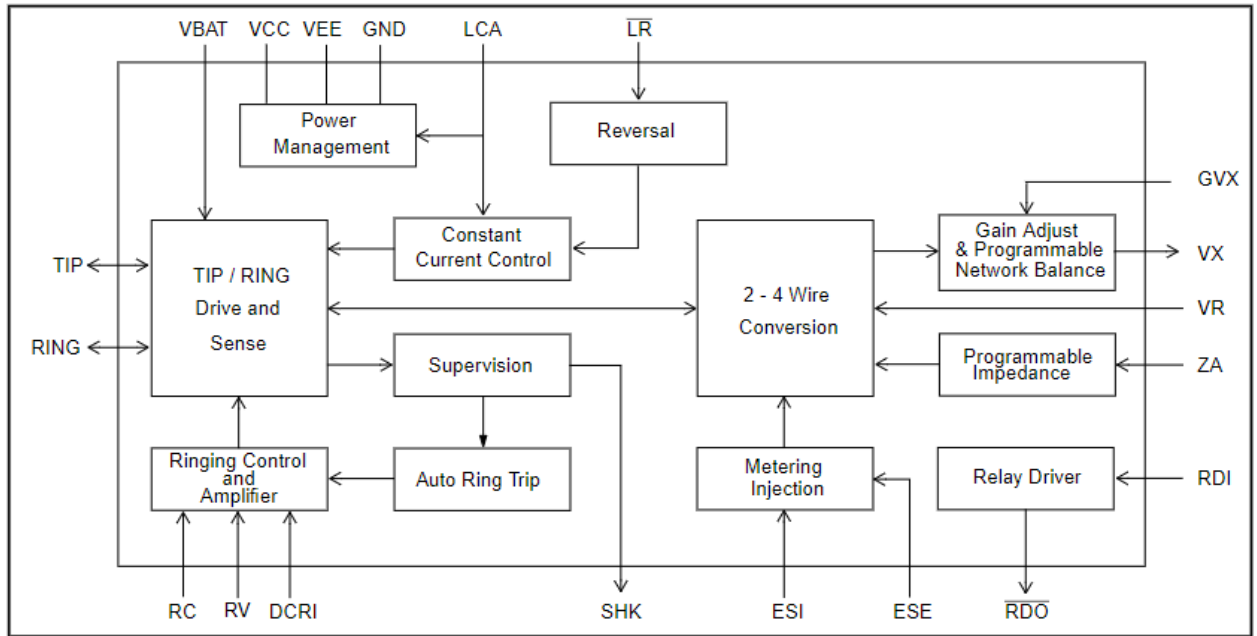 VBAT VCC VEE GND LCA L̅R̅
Power
Management
Reversal
GVX
Constant
Current Control
Gain Adjust
& Programmable
Network Balance
VX
TIP
TIP / RING
Drive and
Sense
2 - 4 Wire
Conversion
VR
RING
Supervision
Programmable
Impedance
ZA
Ringing Control
and
Amplifier
Auto Ring Trip
Metering
Injection
Relay Driver
RDI
RC RV DCRI SHK ESI ESE R̅D̅O̅